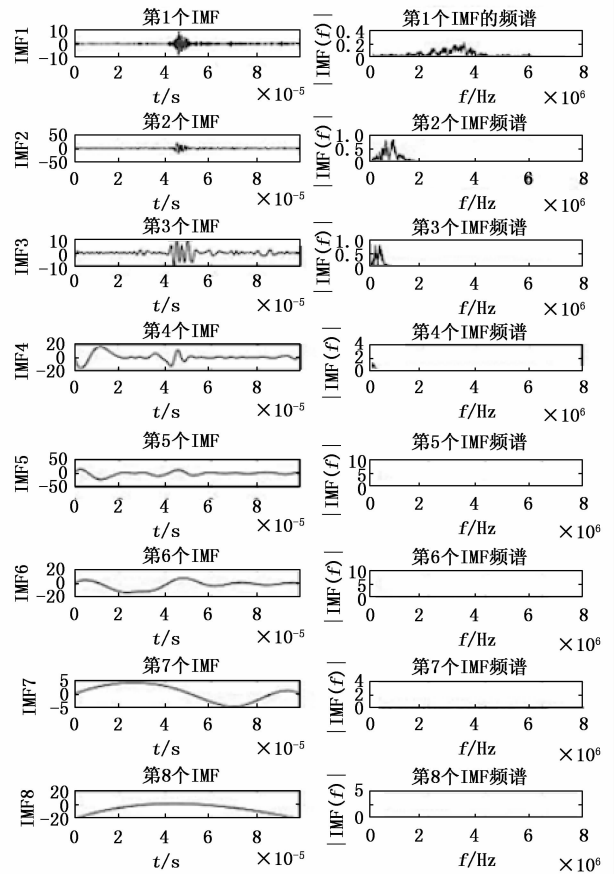 第1个IMF
IMF1
10
0
-10
0 2 4 6 8
t/s
×10⁻⁵
第1个IMF的频谱
|IMF(f)|
0.4
0.2
0
0 2 4 6 8
f/Hz
×10⁶
第2个IMF
IMF2
50
0
-50
0 2 4 6 8
t/s
×10⁻⁵
第2个IMF频谱
|IMF(f)|
1.0
0.5
0
0 2 4 6 8
f/Hz
×10⁶
第3个IMF
IMF3
10
0
-10
0 2 4 6 8
t/s
×10⁻⁵
第3个IMF频谱
|IMF(f)|
1.0
0.5
0
0 2 4 6 8
f/Hz
×10⁶
第4个IMF
IMF4
20
0
-20
0 2 4 6 8
t/s
×10⁻⁵
第4个IMF频谱
|IMF(f)|
4
2
0
0 2 4 6 8
f/Hz
×10⁶
第5个IMF
IMF5
50
0
-50
0 2 4 6 8
t/s
×10⁻⁵
第5个IMF频谱
|IMF(f)|
10
5
0
0 2 4 6 8
f/Hz
×10⁶
第6个IMF
IMF6
20
0
-20
0 2 4 6 8
t/s
×10⁻⁵
第6个IMF频谱
|IMF(f)|
10
5
0
0 2 4 6 8
f/Hz
×10⁶
第7个IMF
IMF7
5
0
-5
0 2 4 6 8
t/s
×10⁻⁵
第7个IMF频谱
|IMF(f)|
4
2
0
0 2 4 6 8
f/Hz
×10⁶
第8个IMF
IMF8
20
0
-20
0 2 4 6 8
t/s
×10⁻⁵
第8个IMF频谱
|IMF(f)|
5
0
0 2 4 6 8
f/Hz
×10⁶